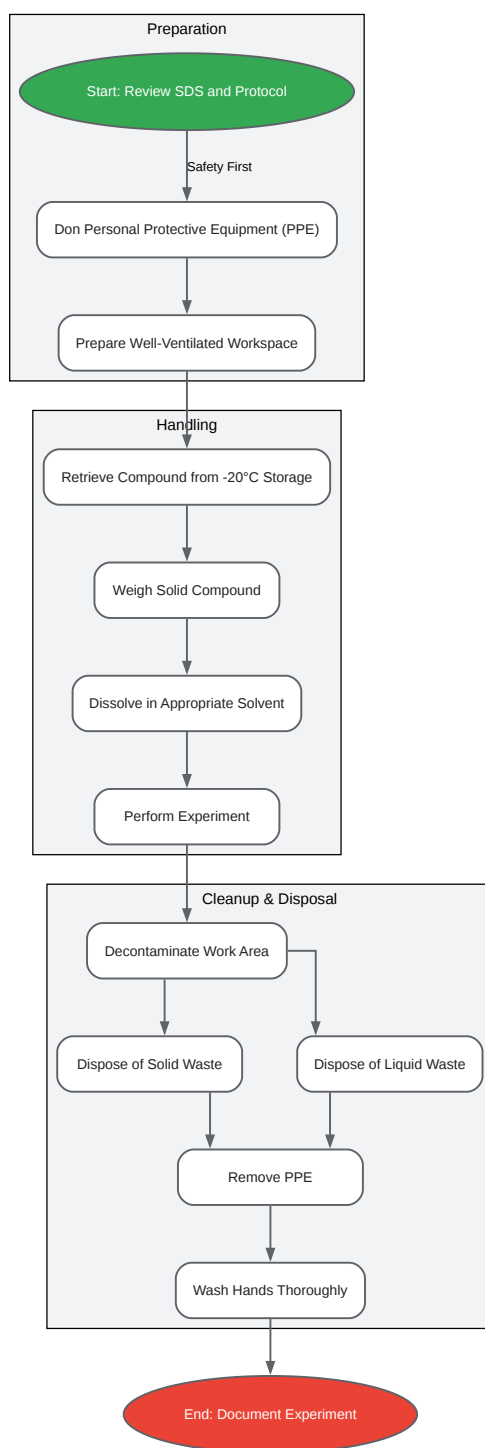 Preparation
Start: Review SDS and Protocol
Safety First
Don Personal Protective Equipment (PPE)
Prepare Well-Ventilated Workspace
Handling
Retrieve Compound from -20°C Storage
Weigh Solid Compound
Dissolve in Appropriate Solvent
Perform Experiment
Cleanup & Disposal
Decontaminate Work Area
Dispose of Solid Waste
Dispose of Liquid Waste
Remove PPE
Wash Hands Thoroughly
End: Document Experiment